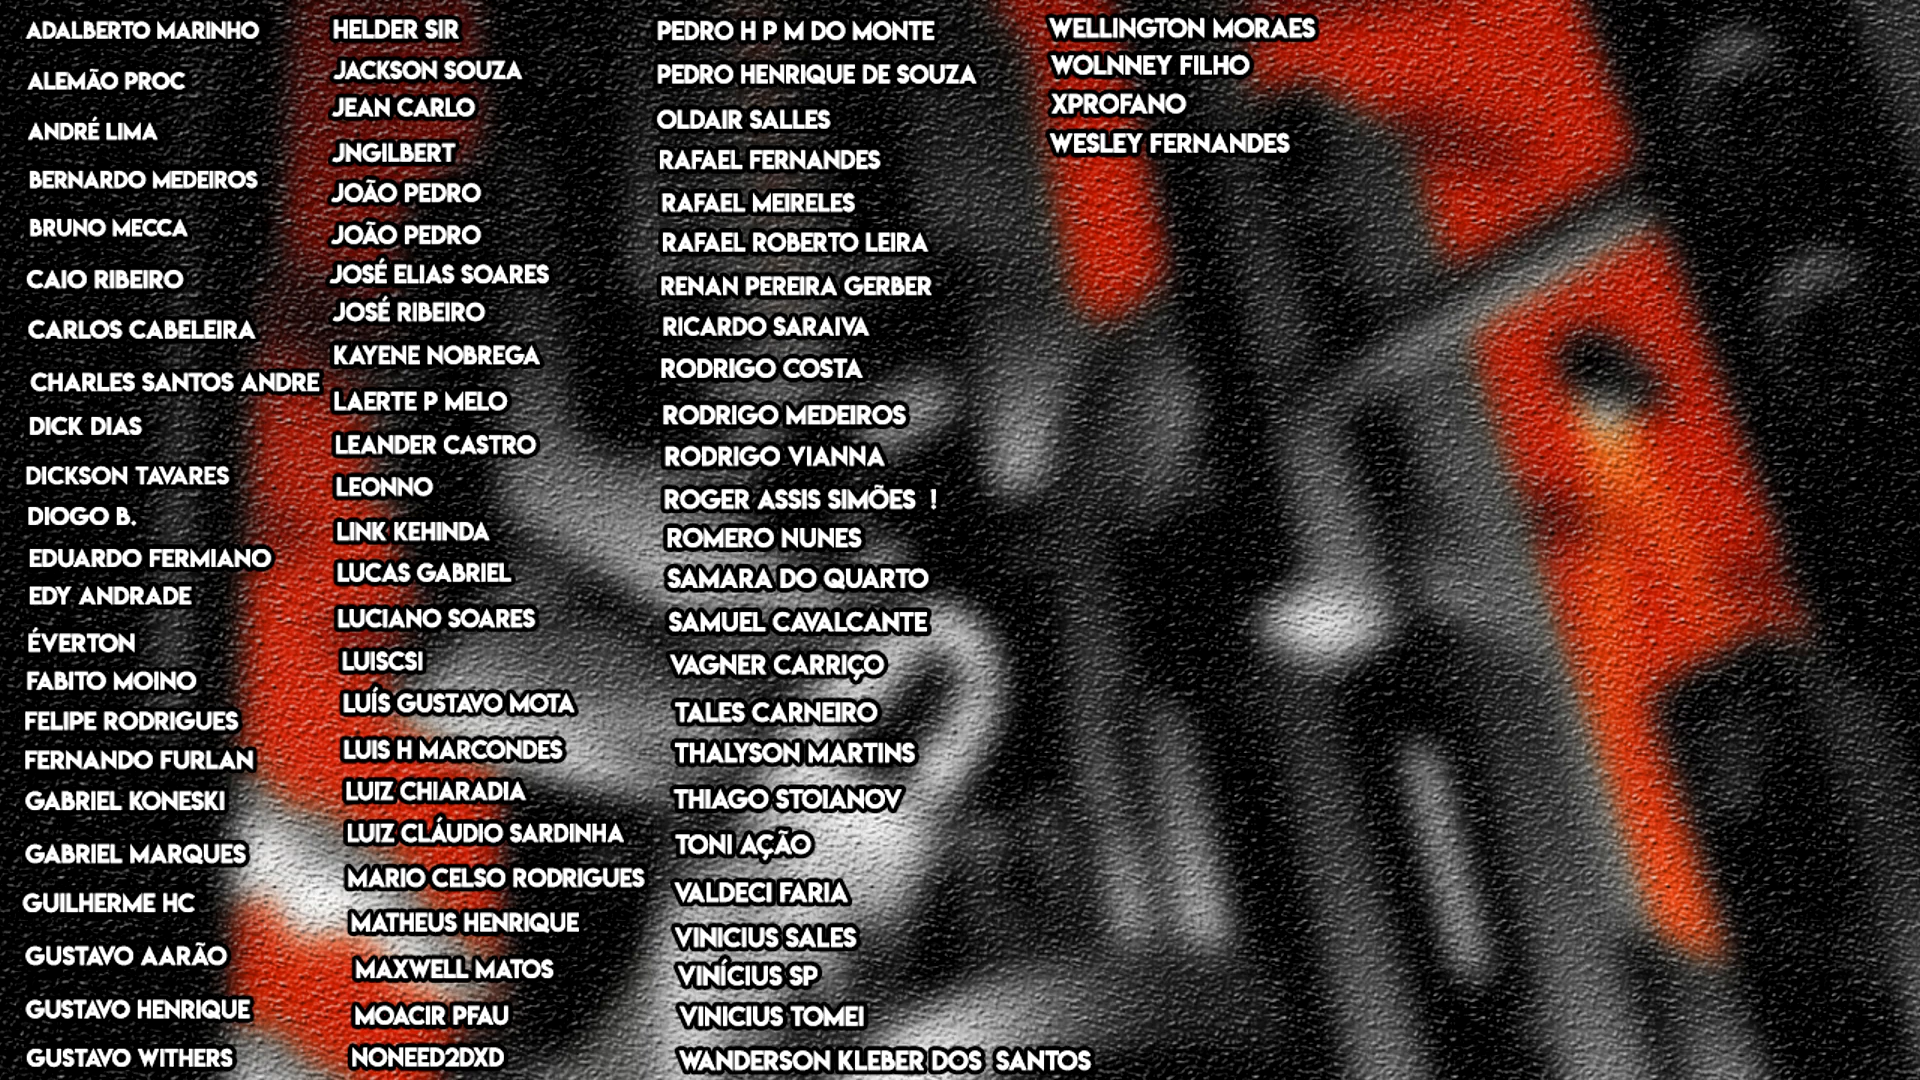 ADALBERTO MARINHO
ALEMÃO PROC
ANDRÉ LIMA
BERNARDO MEDEIROS
BRUNO MECCA
CAIO RIBEIRO
CARLOS CABELEIRA
CHARLES SANTOS ANDRE
DICK DIAS
DICKSON TAVARES
DIOGO B.
EDUARDO FERMIANO
EDY ANDRADE
ÉVERTON
FABITO MOINO
FELIPE RODRIGUES
FERNANDO FURLAN
GABRIEL KONESKI
GABRIEL MARQUES
GUILHERME HC
GUSTAVO AARÃO
GUSTAVO HENRIQUE
GUSTAVO WITHERS
HELDER SIR
JACKSON SOUZA
JEAN CARLO
JNGILBERT
JOÃO PEDRO
JOÃO PEDRO
JOSÉ ELIAS SOARES
JOSÉ RIBEIRO
KAYENE NOBREGA
LAERTE P MELO
LEANDER CASTRO
LEONNO
LINK KEHINDA
LUCAS GABRIEL
LUCIANO SOARES
LUISCSI
LUÍS GUSTAVO MOTA
LUIS H MARCONDES
LUIZ CHIARADIA
LUIZ CLÁUDIO SARDINHA
MARIO CELSO RODRIGUES
MATHEUS HENRIQUE
MAXWELL MATOS
MOACIR PFAU
NONEED2DXD
PEDRO H P M DO MONTE
PEDRO HENRIQUE DE SOUZA
OLDAIR SALLES
RAFAEL FERNANDES
RAFAEL MEIRELES
RAFAEL ROBERTO LEIRA
RENAN PEREIRA GERBER
RICARDO SARAIVA
RODRIGO COSTA
RODRIGO MEDEIROS
RODRIGO VIANNA
ROGER ASSIS SIMÕES !
ROMERO NUNES
SAMARA DO QUARTO
SAMUEL CAVALCANTE
VAGNER CARRIÇO
TALES CARNEIRO
THALYSON MARTINS
THIAGO STOIANOV
TONI AÇÃO
VALDECI FARIA
VINICIUS SALES
VINÍCIUS SP
VINICIUS TOMEI
WANDERSON KLEBER DOS SANTOS
WELLINGTON MORAES
WOLNNEY FILHO
XPROFANO
WESLEY FERNANDES